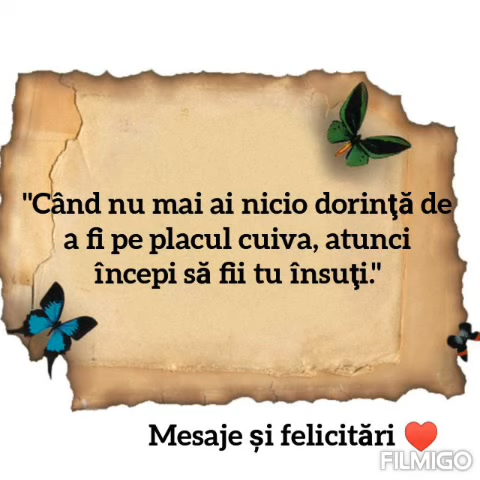 "Când nu mai ai nicio dorinţă de
a fi pe placul cuiva, atunci
începi să fii tu însuţi."
Mesaje și felicitări ❤️
FILMIGO